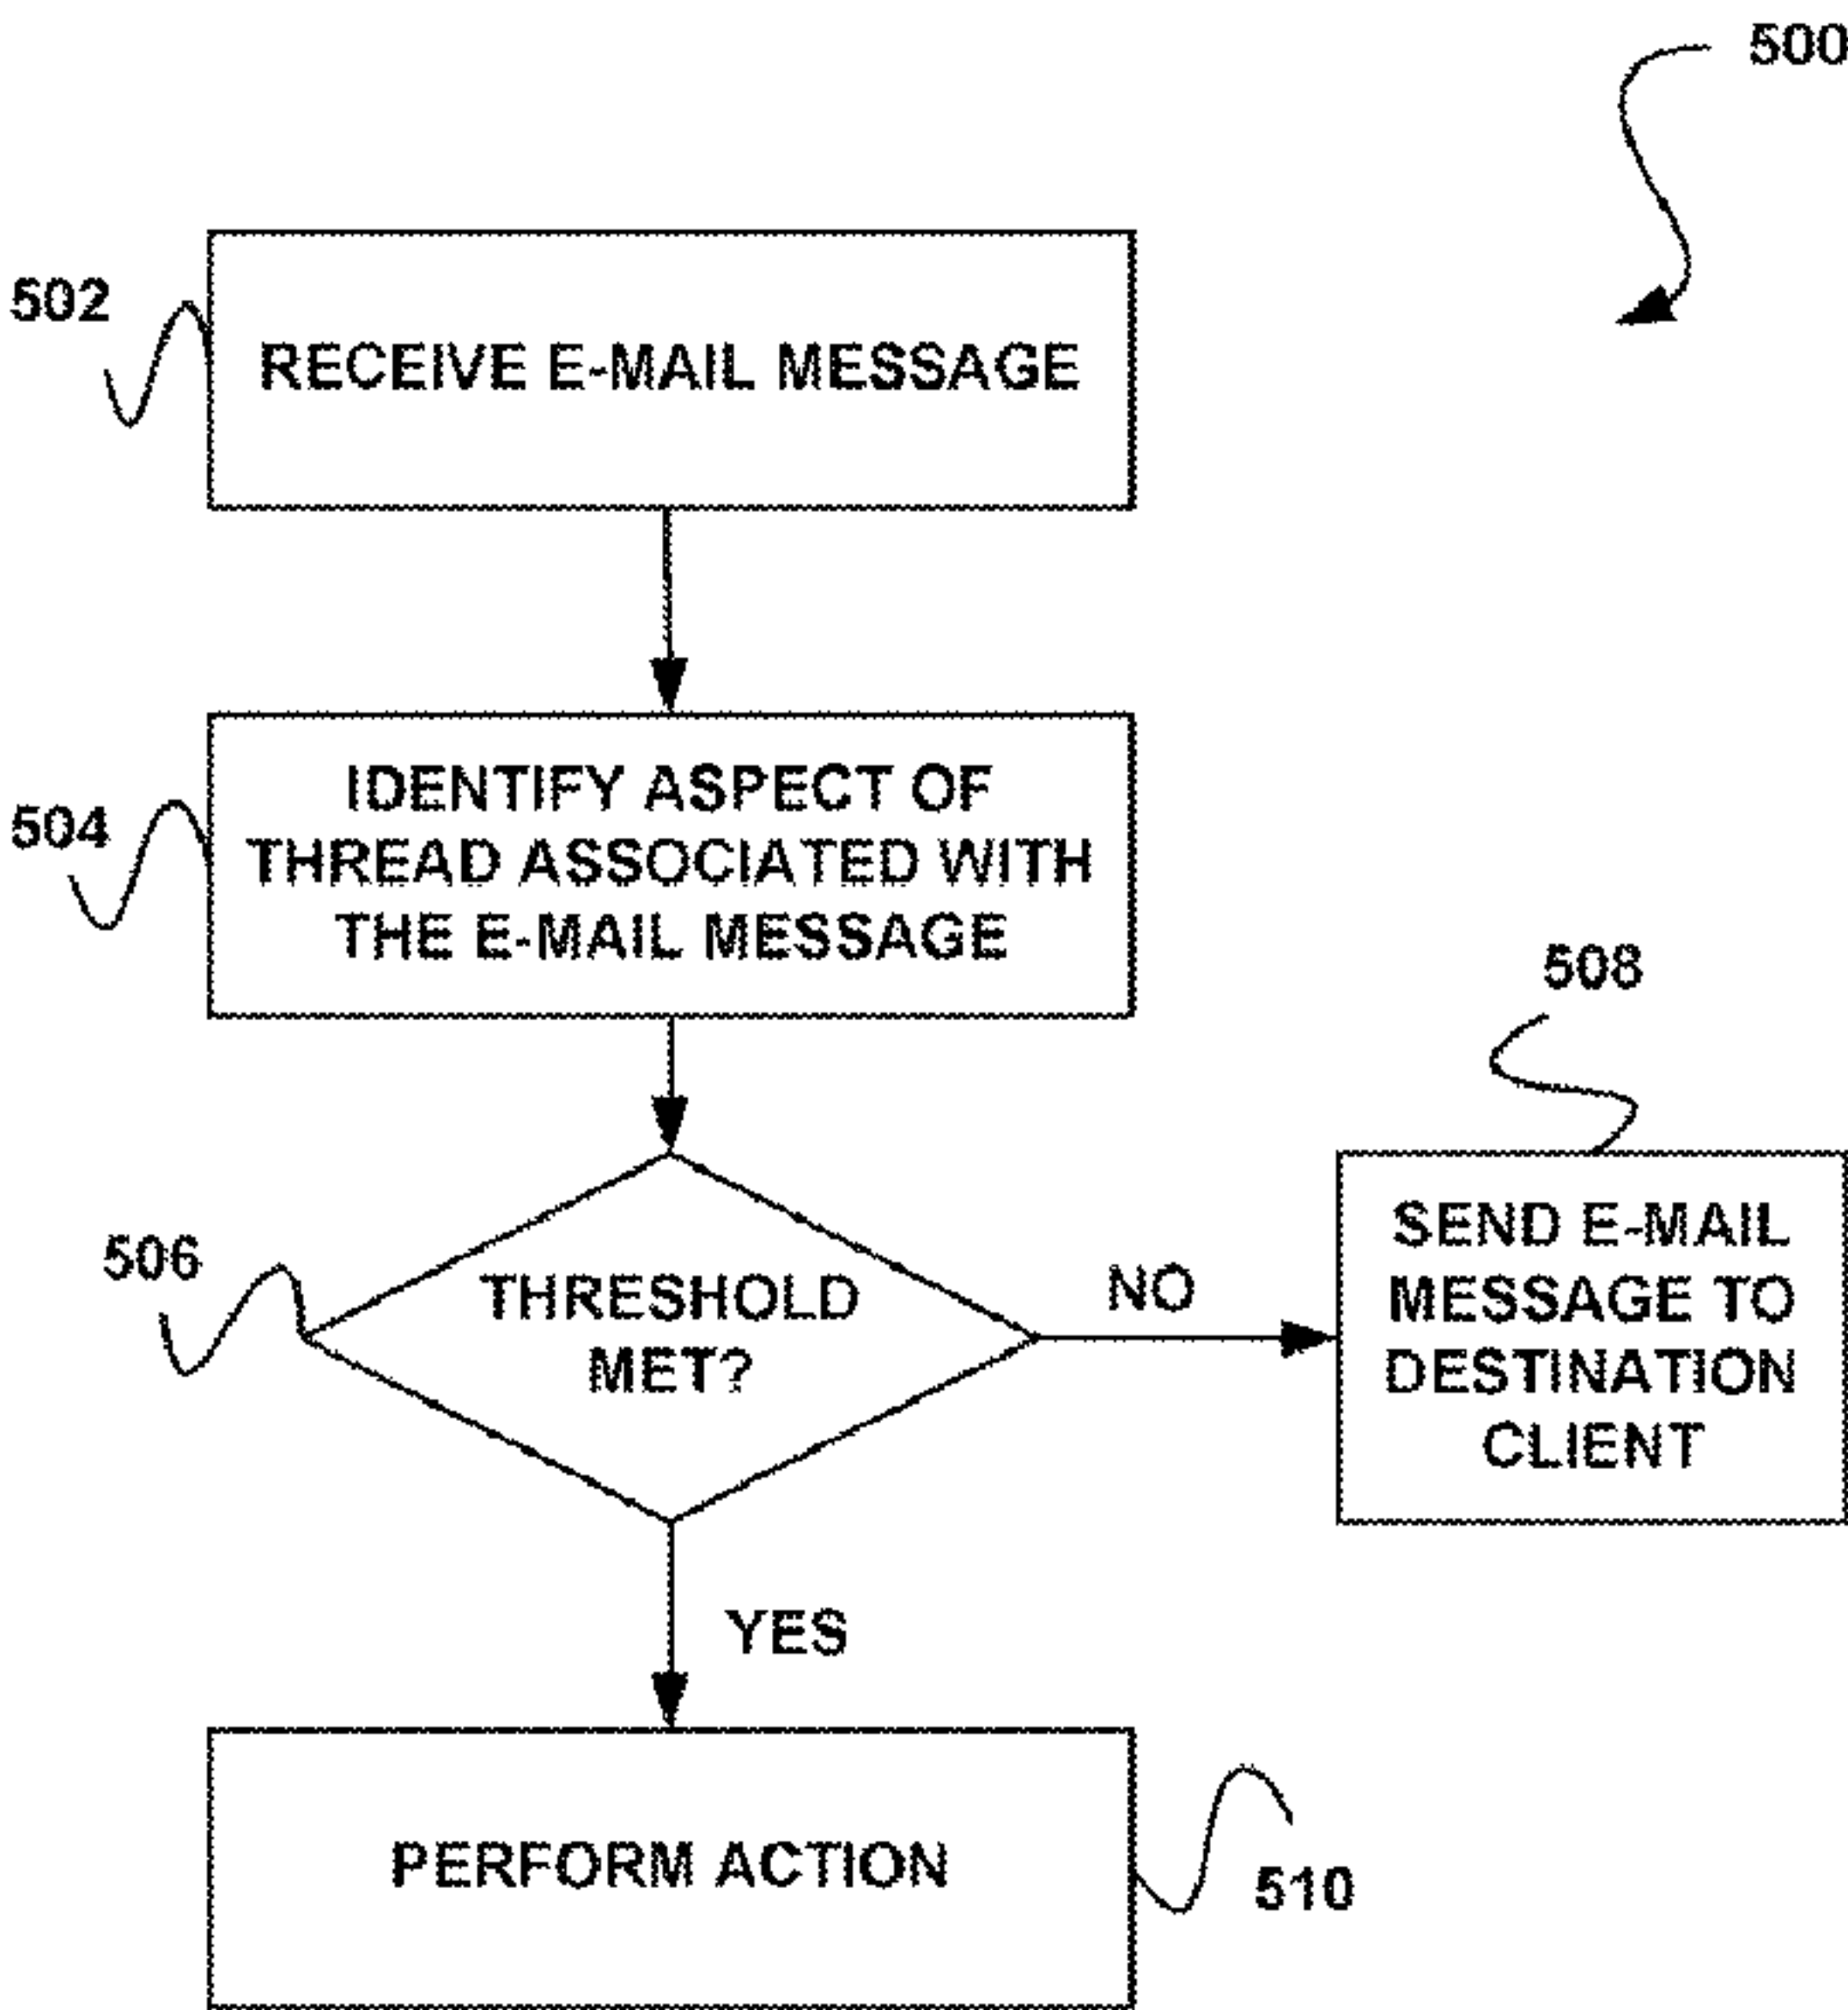 500
502
RECEIVE E-MAIL MESSAGE
504
IDENTIFY ASPECT OF
THREAD ASSOCIATED WITH
THE E-MAIL MESSAGE
508
506
THRESHOLD
MET?
NO
SEND E-MAIL
MESSAGE TO
DESTINATION
CLIENT
YES
PERFORM ACTION
510